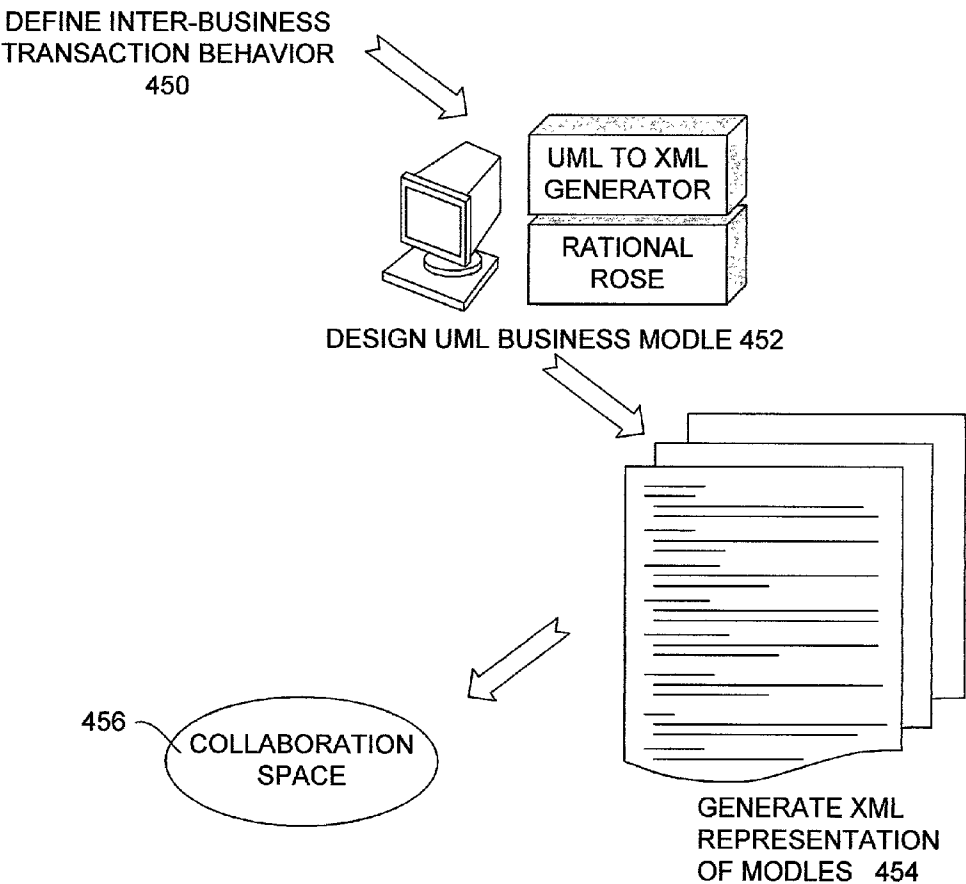 DEFINE INTER-BUSINESS
TRANSACTION BEHAVIOR
450
UML TO XML
GENERATOR
RATIONAL
ROSE
DESIGN UML BUSINESS MODLE 452
456
COLLABORATION
SPACE
GENERATE XML
REPRESENTATION
OF MODLES 454